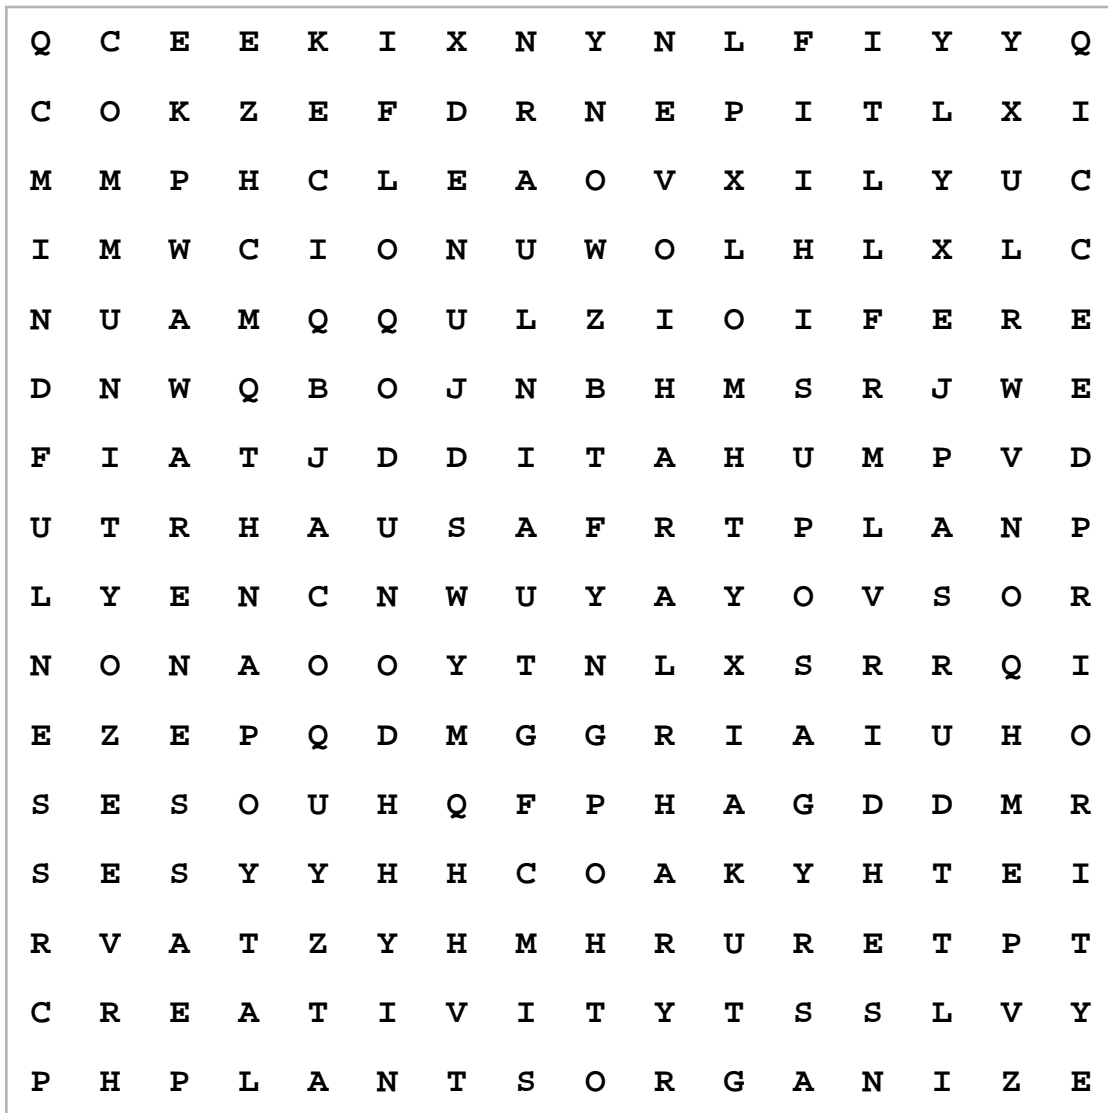 Q C E E K I X N Y N L F I Y Y Q
C O K Z E F D R N E P I T L X I
M M P H C L E A O V X I L Y U C
I M W C I O N U W O L H L X L C
N U A M Q Q U L Z I O I F E R E
D N W Q B O J N B H M S R J W E
F I A T J D D I T A H U M P V D
U T R H A U S A F R T P L A N P
L Y E N C N W U Y A Y O V S O R
N O N A O O Y T N L X S R R Q I
E Z E P Q D M G G R I A I U H O
S E S O U H Q F P H A G D D M R
S E S Y Y H H C O A K Y H T E I
R V A T Z Y H M H R U R E T P T
C R E A T I V I T Y T S S L V Y
P H P L A N T S O R G A N I Z E